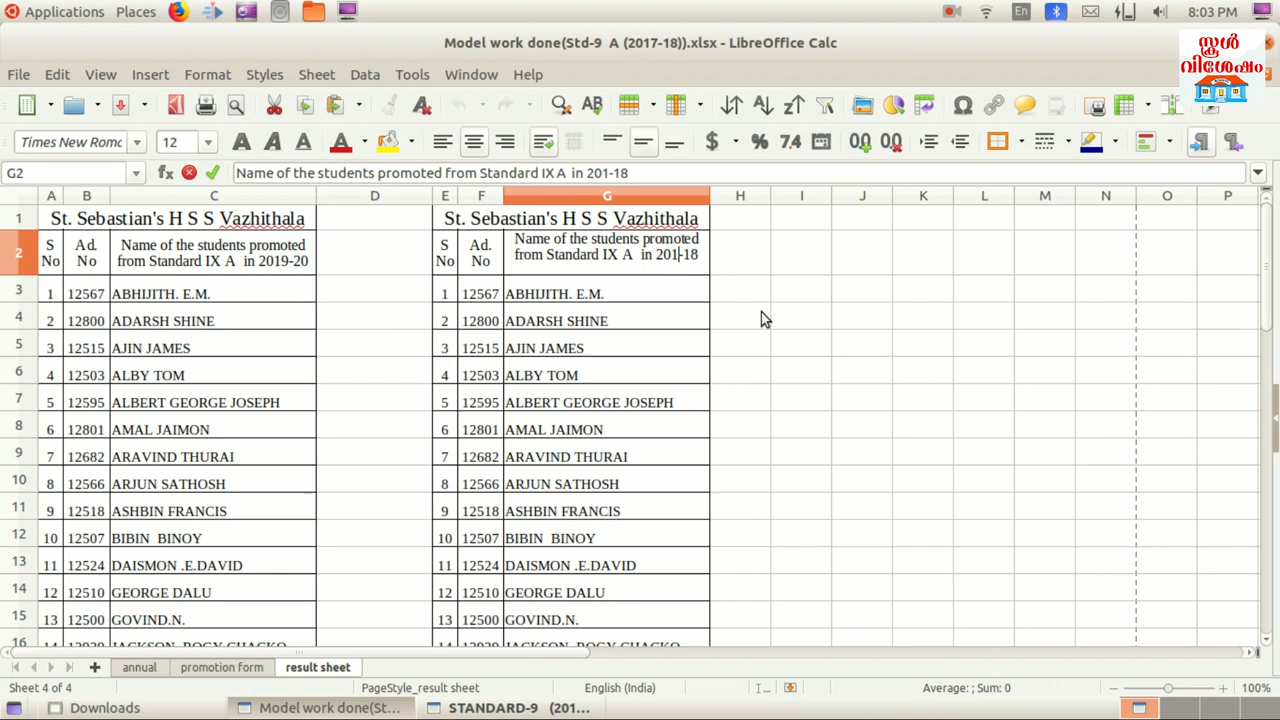 Applications Places En 8:03 PM
Model work done(Std-9 A (2017-18)).xlsx - LibreOffice Calc
സ്കൂൾ
വിശേഷം
File Edit View Insert Format Styles Sheet Data Tools Window Help
Times New Romc 12
G2 Name of the students promoted from Standard IX A in 201-18
A B C D E F G H I J K L M N O P
1 St. Sebastian's H S S Vazhithala St. Sebastian's H S S Vazhithala
2 S No Ad. No Name of the students promoted from Standard IX A in 2019-20 S No Ad. No Name of the students promoted from Standard IX A in 201-18
3 1 12567 ABHIJITH. E.M. 1 12567 ABHIJITH. E.M.
4 2 12800 ADARSH SHINE 2 12800 ADARSH SHINE
5 3 12515 AJIN JAMES 3 12515 AJIN JAMES
6 4 12503 ALBY TOM 4 12503 ALBY TOM
7 5 12595 ALBERT GEORGE JOSEPH 5 12595 ALBERT GEORGE JOSEPH
8 6 12801 AMAL JAIMON 6 12801 AMAL JAIMON
9 7 12682 ARAVIND THURAI 7 12682 ARAVIND THURAI
10 8 12566 ARJUN SATHOSH 8 12566 ARJUN SATHOSH
11 9 12518 ASHBIN FRANCIS 9 12518 ASHBIN FRANCIS
12 10 12507 BIBIN BINOY 10 12507 BIBIN BINOY
13 11 12524 DAISMON .E.DAVID 11 12524 DAISMON .E.DAVID
14 12 12510 GEORGE DALU 12 12510 GEORGE DALU
15 13 12500 GOVIND.N. 13 12500 GOVIND.N.
16
annual promotion form result sheet
Sheet 4 of 4 PageStyle_result sheet English (India) Average: ; Sum: 0 100%
Downloads Model work done(St... STANDARD-9 (201...